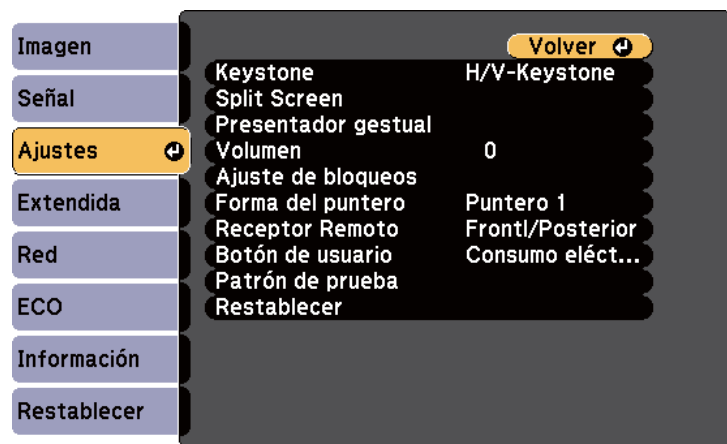 Imagen
Señal
Ajustes
Extendida
Red
ECO
Información
Restablecer
Volver
Keystone H/V-Keystone
Split Screen
Presentador gestual
Volumen 0
Ajuste de bloqueos
Forma del puntero Puntero 1
Receptor Remoto Frontl/Posterior
Botón de usuario Consumo eléct...
Patrón de prueba
Restablecer